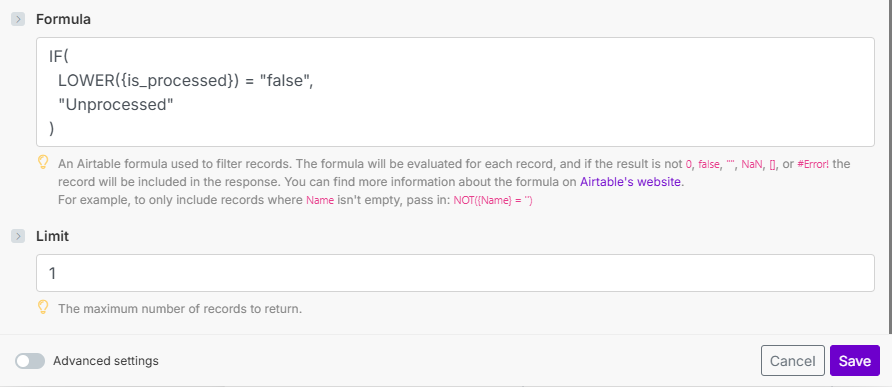 Formula
IF(
LOWER({is_processed}) = "false",
"Unprocessed"
)
An Airtable formula used to filter records. The formula will be evaluated for each record, and if the result is not 0, false, "", NaN, [], or #Error! the
record will be included in the response. You can find more information about the formula on Airtable's website.
For example, to only include records where Name isn't empty, pass in: NOT({Name} = '')
Limit
1
The maximum number of records to return.
Advanced settings
Cancel
Save